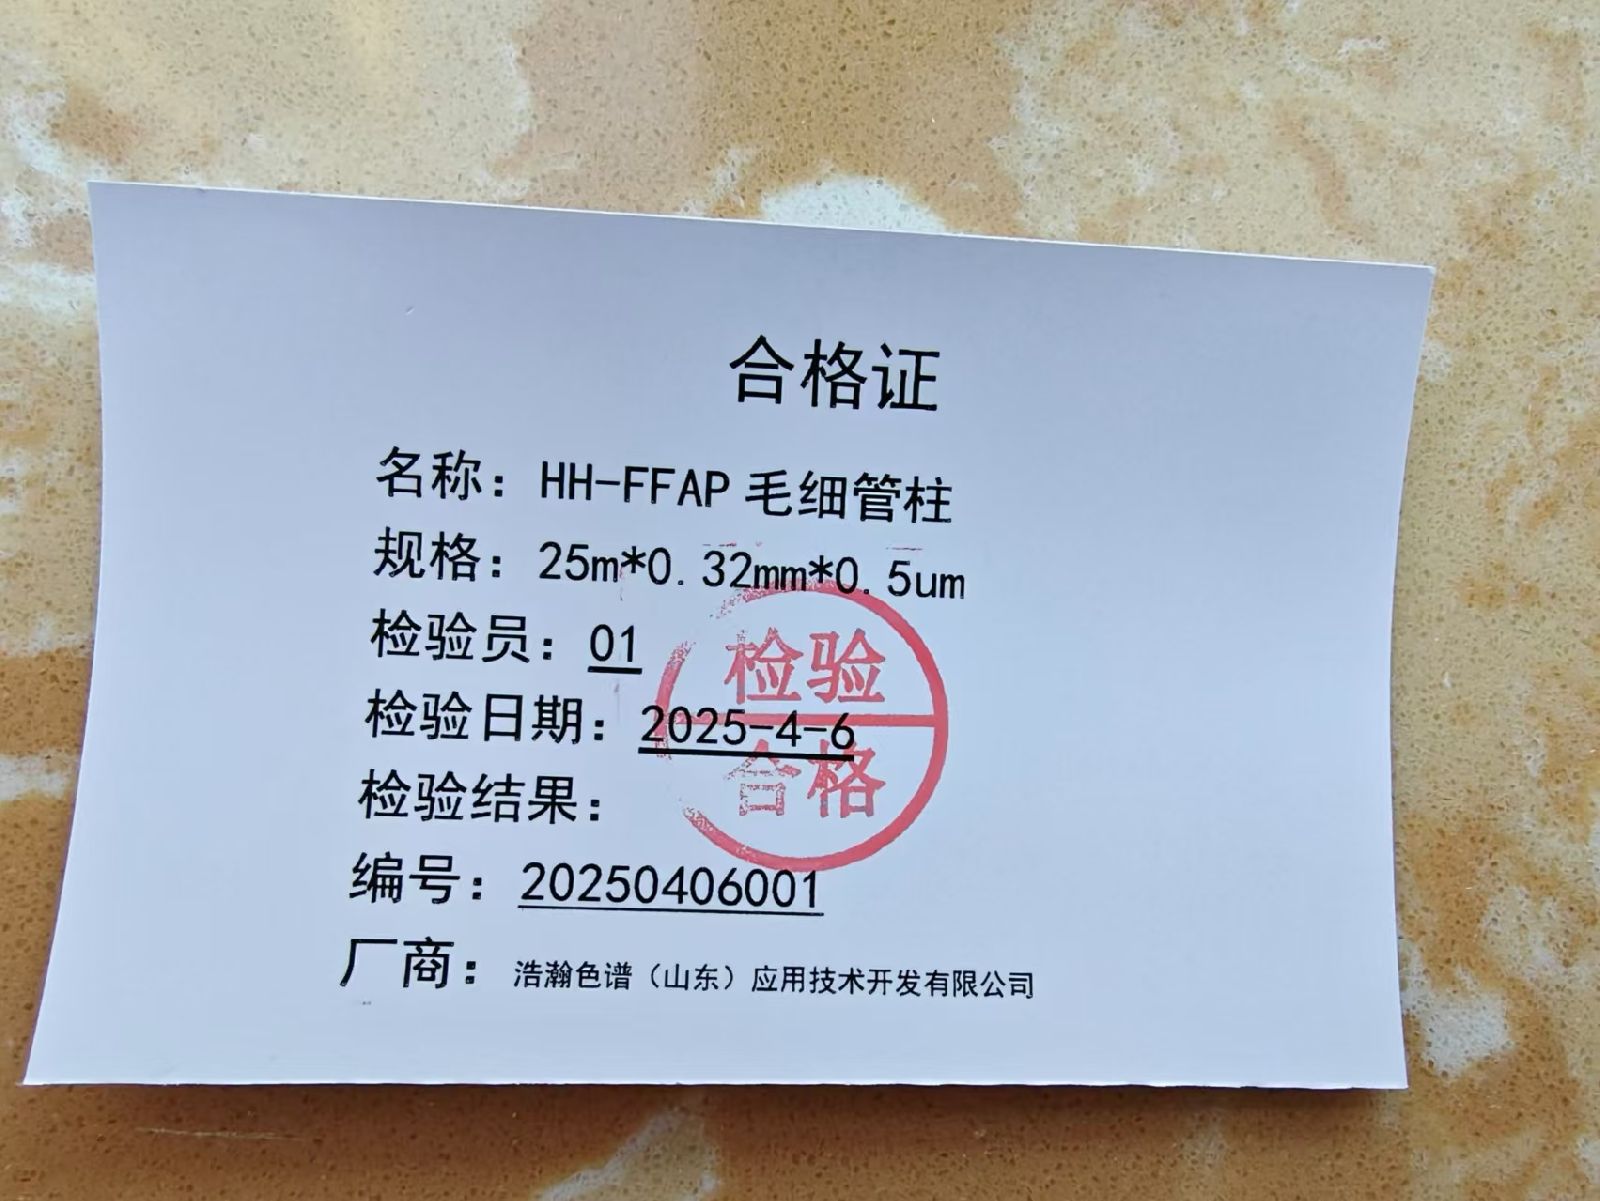 合格证
名称：HH-FFAP 毛细管柱
规格：25m*0.32mm*0.5um
检验员：01
检验日期：2025-4-6
检验结果：
检验
合格
编号：20250406001
厂商：浩瀚色谱（山东）应用技术开发有限公司